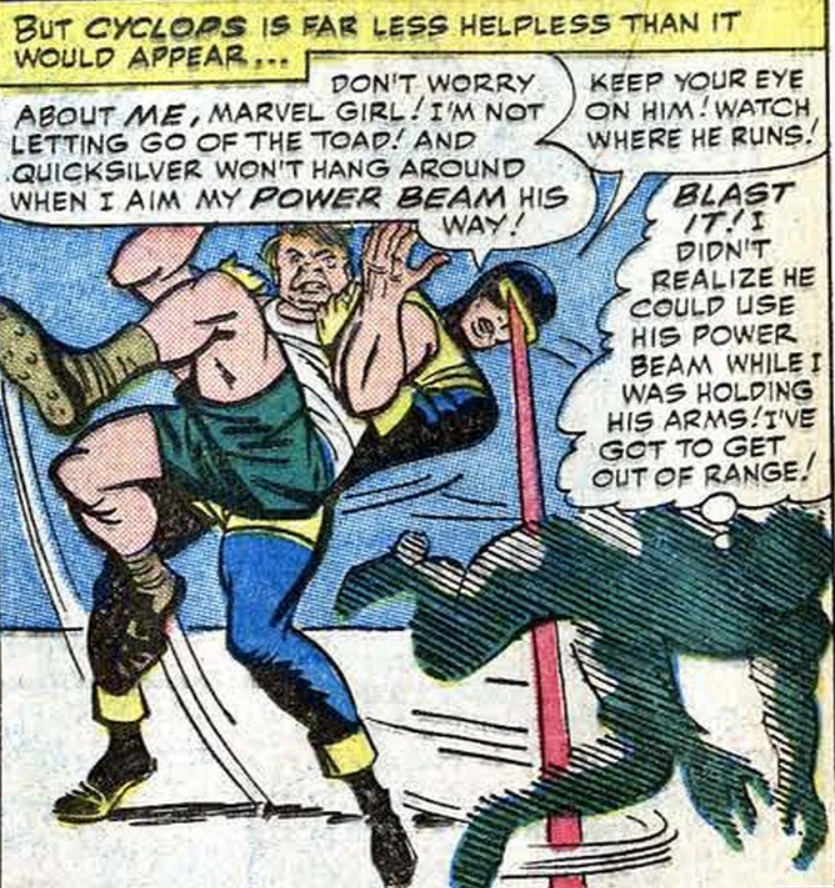 BUT CYCLOPS IS FAR LESS HELPLESS THAN IT
WOULD APPEAR...
DON'T WORRY
ABOUT ME, MARVEL GIRL! I'M NOT
LETTING GO OF THE TOAD! AND
QUICKSILVER WON'T HANG AROUND
WHEN I AIM MY POWER BEAM HIS
WAY!
KEEP YOUR EYE
ON HIM! WATCH
WHERE HE RUNS!
BLAST
IT! I
DIDN'T
REALIZE HE
COULD USE
HIS POWER
BEAM WHILE I
WAS HOLDING
HIS ARMS! I'VE
GOT TO GET
OUT OF RANGE!